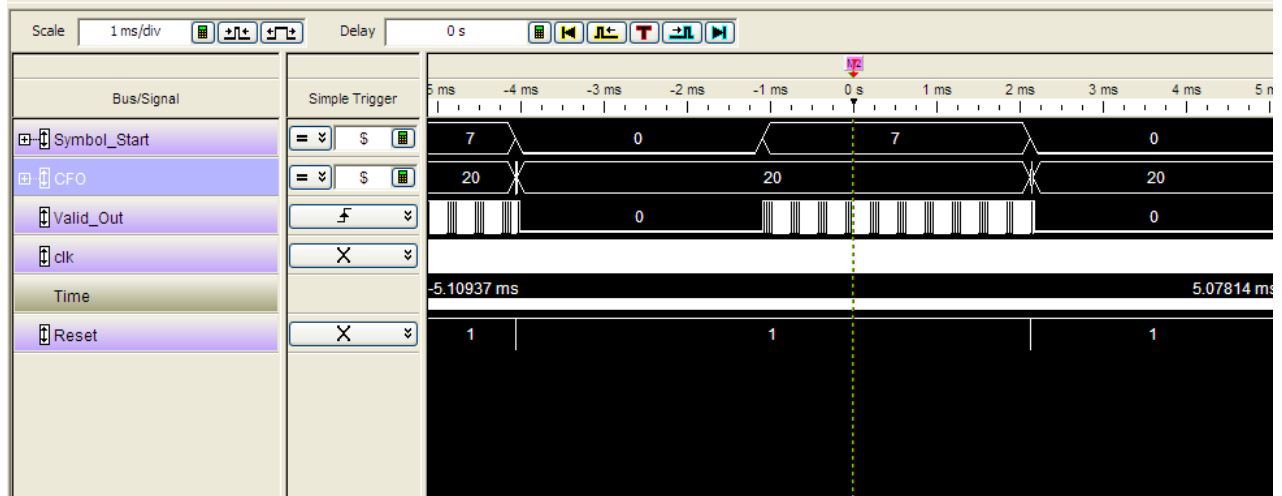 Scale 1 ms/div Delay 0 s T
M2
Bus/Signal Simple Trigger 5 ms -4 ms -3 ms -2 ms -1 ms 0 s 1 ms 2 ms 3 ms 4 ms 5 m
Symbol_Start = $ 7 0 7 0
CFO = $ 20 20 20
Valid_Out 0 0
clk X
Time -5.10937 ms 5.07814 ms
Reset X 1 1 1